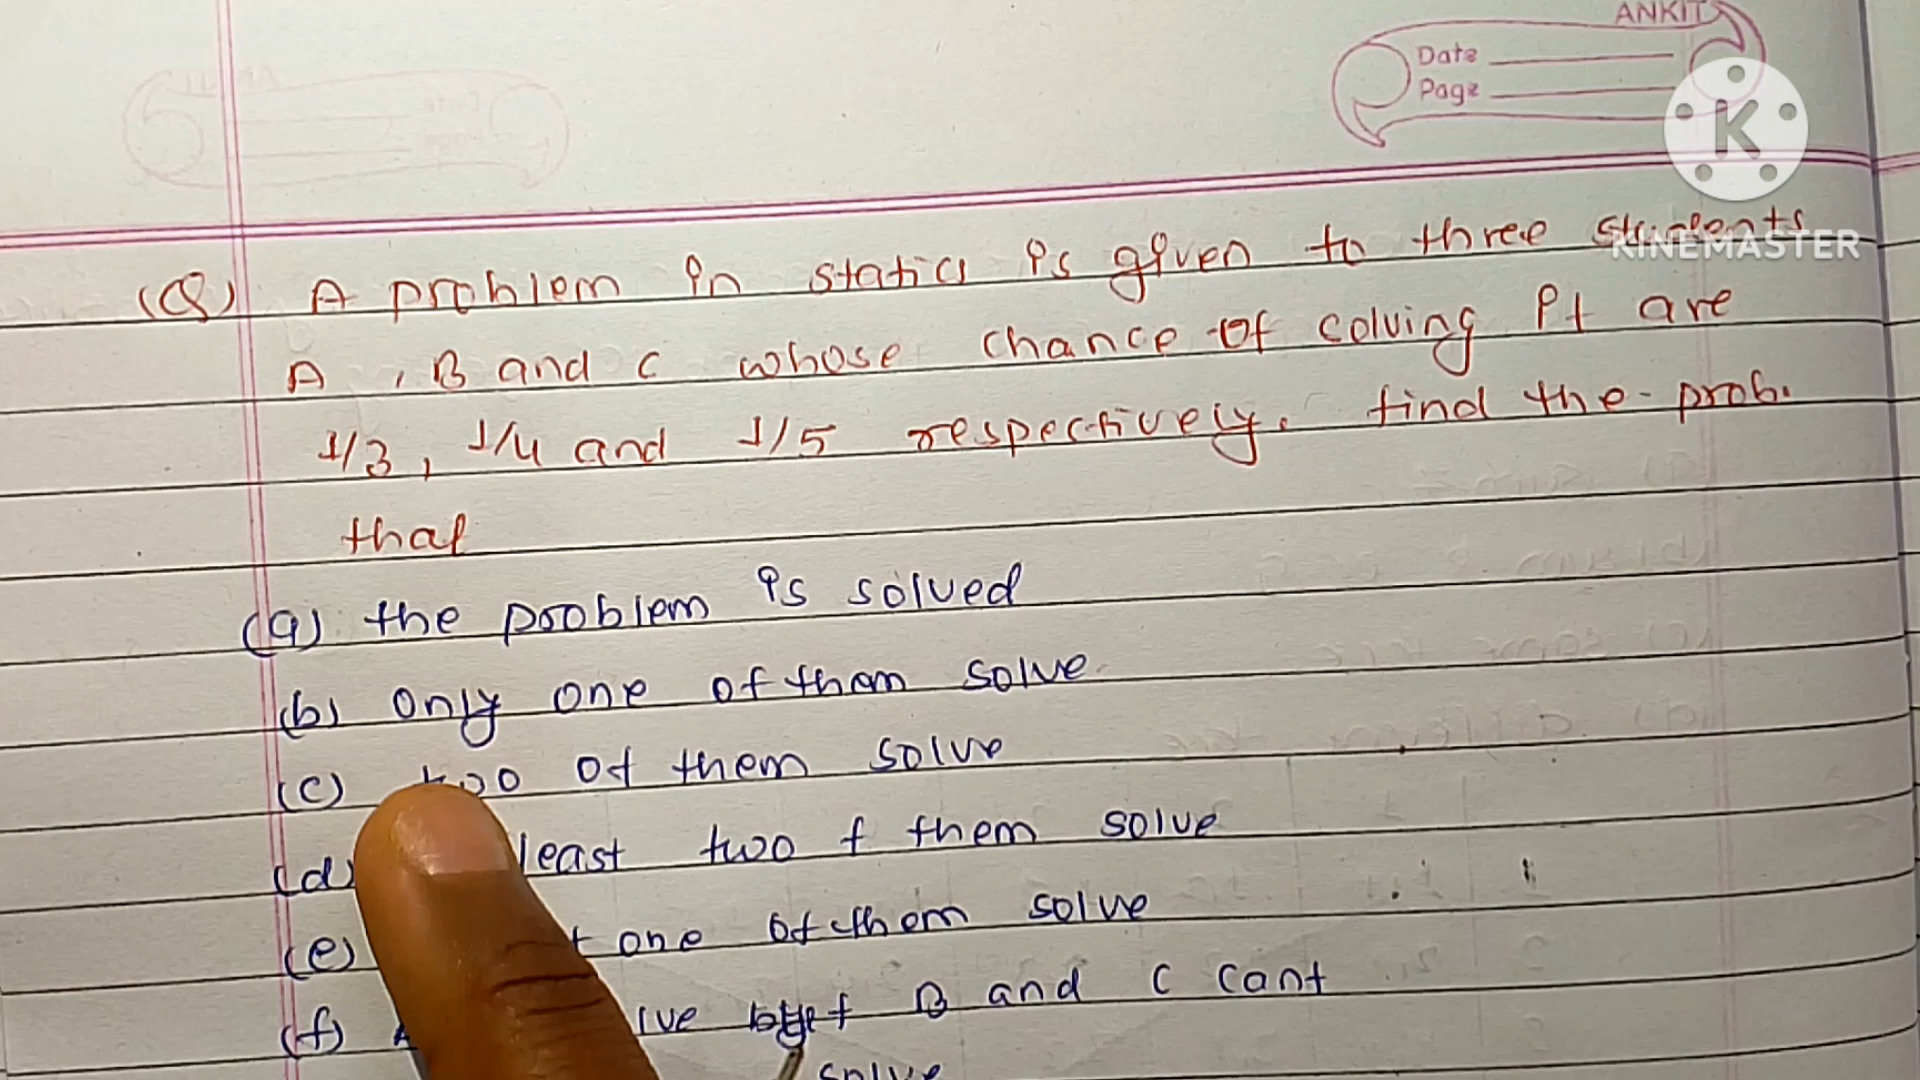 ANKIT
Date
Page
K
KINEMASTER
(Q) A problem in statics is given to three students
A , B and C whose chance of solving it are
1/3, 1/4 and 1/5 respectively. find the prob.
that
(a) the problem is solved
(b) only one of them solve
(c) two of them solve
(d) least two f them solve
(e) one of them solve
(f) but B and C cant
solve